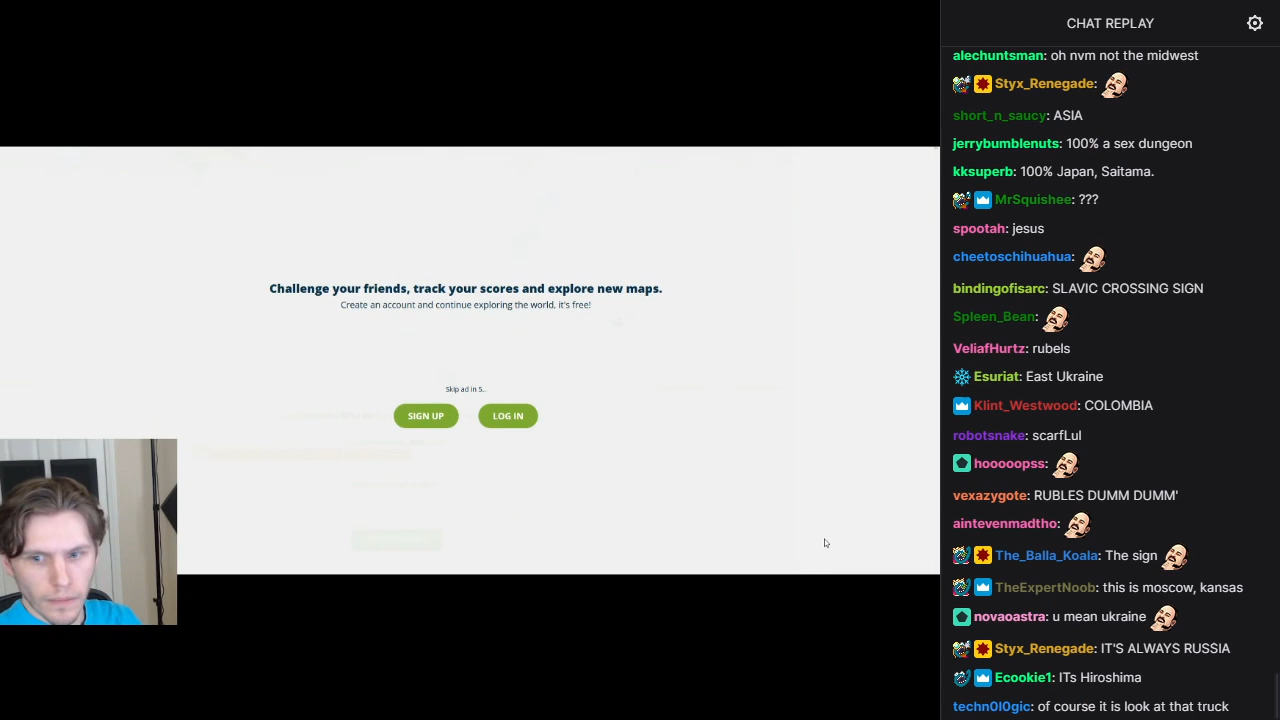 CHAT REPLAY
alechuntsman: oh nvm not the midwest
Styx_Renegade:
short_n_saucy: ASIA
jerrybumblenuts: 100% a sex dungeon
kksuperb: 100% Japan, Saitama.
MrSquishee: ???
spootah: jesus
cheetoschihuahua:
bindingofisarc: SLAVIC CROSSING SIGN
Spleen_Bean:
VeliafHurtz: rubels
Esuriat: East Ukraine
Klint_Westwood: COLOMBIA
robotsnake: scarfLul
hooooopss:
vexazygote: RUBLES DUMM DUMM'
aintevenmadtho:
The_Balla_Koala: The sign
TheExpertNoob: this is moscow, kansas
novaoastra: u mean ukraine
Styx_Renegade: IT'S ALWAYS RUSSIA
Ecookie1: ITs Hiroshima
techn0l0gic: of course it is look at that truck
Challenge your friends, track your scores and explore new maps.
Create an account and continue exploring the world, it's free!
Skip ad in 5..
SIGN UP
LOG IN